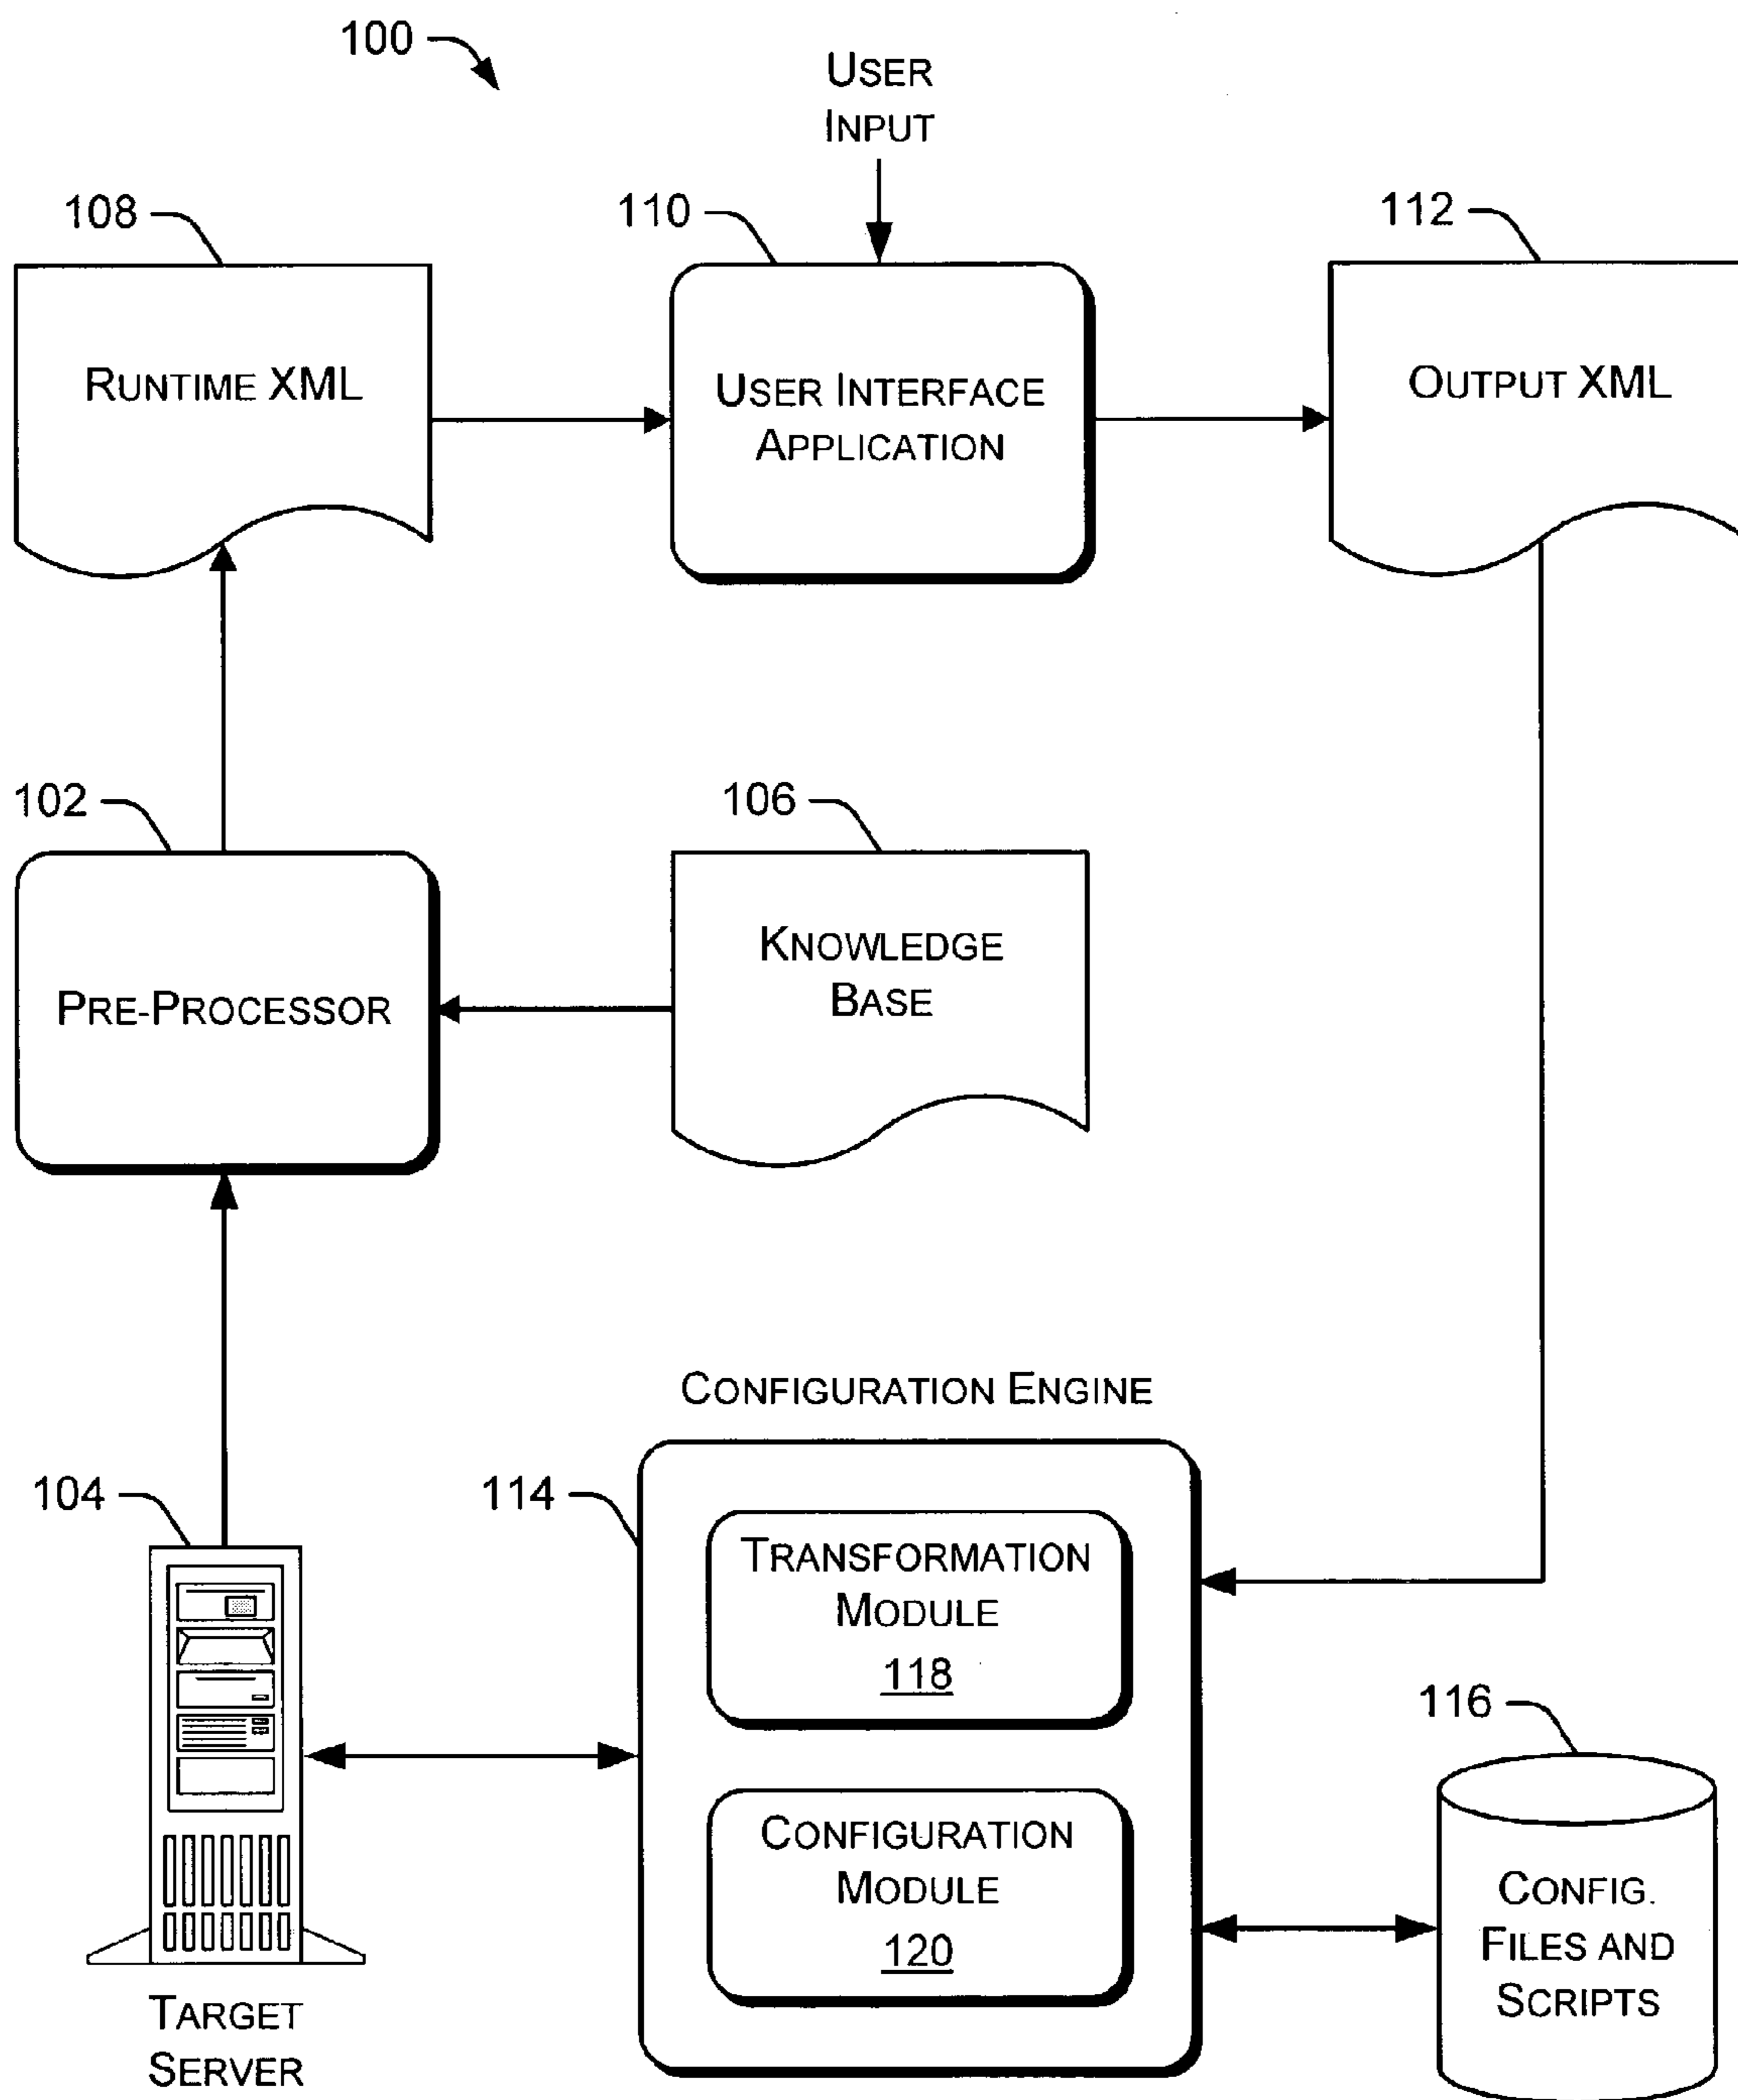 100
USER
INPUT
108
110
112
RUNTIME XML
USER INTERFACE
APPLICATION
OUTPUT XML
102
106
PRE-PROCESSOR
KNOWLEDGE
BASE
CONFIGURATION ENGINE
104
114
TRANSFORMATION
MODULE
118
116
CONFIGURATION
MODULE
120
CONFIG.
FILES AND
SCRIPTS
TARGET
SERVER